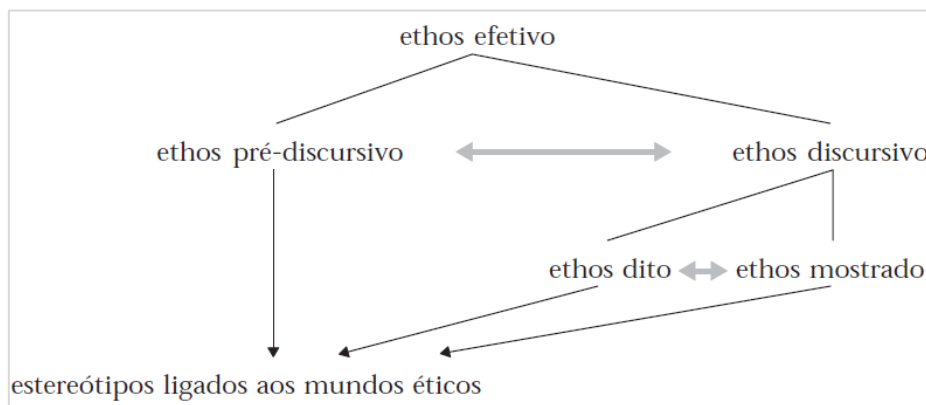 ethos efetivo
ethos pré-discursivo
ethos discursivo
ethos dito
ethos mostrado
estereótipos ligados aos mundos éticos